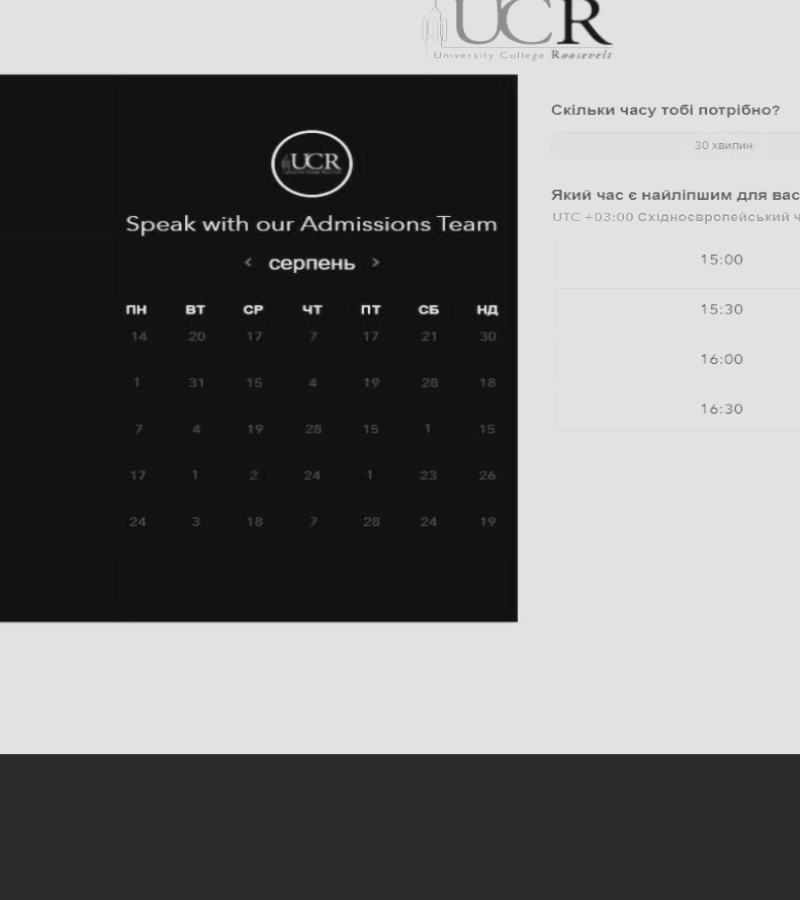 UCR
University College Roosevelt
UCR
Speak with our Admissions Team
‹ серпень ›
ПН ВТ СР ЧТ ПТ СБ НД
14 20 17 7 17 21 30
1 31 15 4 19 28 18
7 4 19 28 15 1 15
17 1 2 24 1 23 26
24 3 18 7 28 24 19
Скільки часу тобі потрібно?
30 хвилин
Який час є найліпшим для вас
UTC +03:00 Східноєвропейський ч
15:00
15:30
16:00
16:30